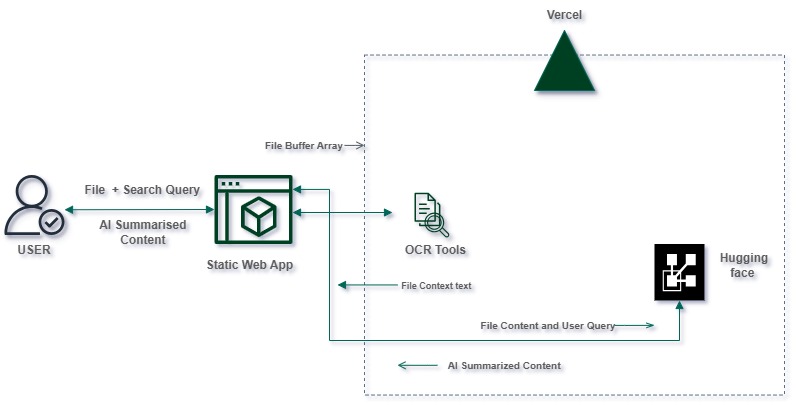 Vercel
File Buffer Array
File + Search Query
AI Summarised
Content
USER
Static Web App
OCR Tools
Hugging
face
File Context text
File Content and User Query
AI Summarized Content